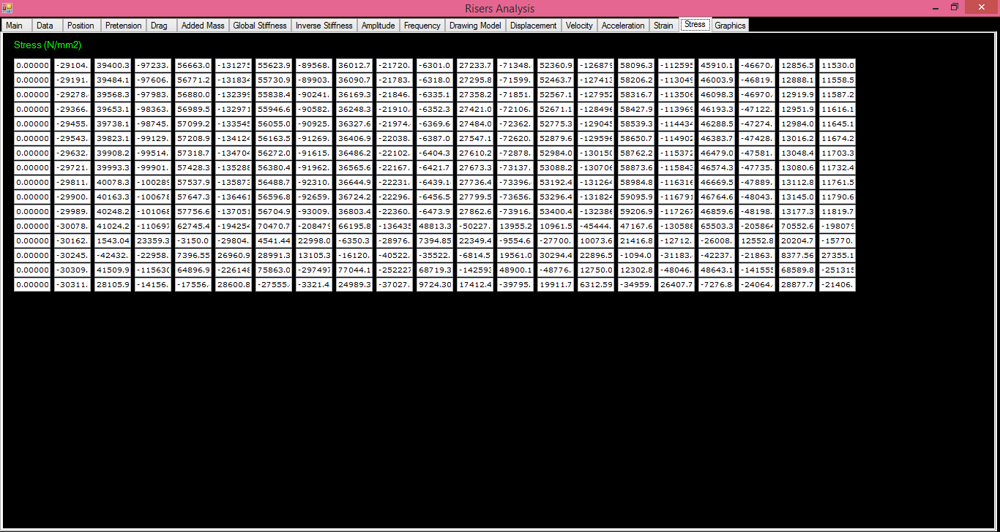 Risers Analysis
Main Data Position Pretension Drag Added Mass Global Stiffness Inverse Stiffness Amplitude Frequency Drawing Model Displacement Velocity Acceleration Strain Stress Graphics
Stress (N/mm2)
0.00000 -29104. 39400.3 -97233. 56663.0 -131275 55623.9 -89568. 36012.7 -21720. -6301.0 27233.7 -71348. 52360.9 -126879 58096.3 -112595 45910.1 -46670. 12856.5 11530.0
0.00000 -29191. 39484.1 -97606. 56771.2 -131834 55730.9 -89903. 36090.7 -21783. -6318.0 27295.8 -71599. 52463.7 -127413 58206.2 -113049 46003.9 -46819. 12888.1 11558.5
0.00000 -29278. 39568.3 -97983. 56880.0 -132399 55838.4 -90241. 36169.3 -21846. -6335.1 27358.2 -71851. 52567.1 -127952 58316.7 -113506 46098.3 -46970. 12919.9 11587.2
0.00000 -29366. 39653.1 -98363. 56989.5 -132971 55946.6 -90582. 36248.3 -21910. -6352.3 27421.0 -72106. 52671.1 -128496 58427.9 -113969 46193.3 -47122. 12951.9 11616.1
0.00000 -29455. 39738.1 -98745. 57099.2 -133545 56055.0 -90925. 36327.6 -21974. -6369.6 27484.0 -72362. 52775.3 -129045 58539.3 -114434 46288.5 -47274. 12984.0 11645.1
0.00000 -29543. 39823.1 -99129. 57208.9 -134124 56163.5 -91269. 36406.9 -22038. -6387.0 27547.1 -72620. 52879.6 -129596 58650.7 -114902 46383.7 -47428. 13016.2 11674.2
0.00000 -29632. 39908.2 -99514. 57318.7 -134704 56272.0 -91615. 36486.2 -22102. -6404.3 27610.2 -72878. 52984.0 -130150 58762.2 -115372 46479.0 -47581. 13048.4 11703.3
0.00000 -29721. 39993.3 -99901. 57428.3 -135288 56380.4 -91962. 36565.6 -22167. -6421.7 27673.3 -73137. 53088.2 -130706 58873.6 -115843 46574.3 -47735. 13080.6 11732.4
0.00000 -29811. 40078.3 -100289 57537.9 -135873 56488.7 -92310. 36644.9 -22231. -6439.1 27736.4 -73396. 53192.4 -131264 58984.8 -116316 46669.5 -47889. 13112.8 11761.5
0.00000 -29900. 40163.3 -100678 57647.3 -136461 56596.8 -92659. 36724.2 -22296. -6456.5 27799.5 -73656. 53296.4 -131824 59095.9 -116791 46764.6 -48043. 13145.0 11790.6
0.00000 -29989. 40248.2 -101068 57756.6 -137051 56704.9 -93009. 36803.4 -22360. -6473.9 27862.6 -73916. 53400.4 -132386 59206.9 -117267 46859.6 -48198. 13177.3 11819.7
0.00000 -30078. 41024.2 -110697 62745.4 -194254 70470.7 -208479 66195.8 -136435 48813.3 -50227. 13955.2 10961.5 -45444. 47167.6 -130588 65503.3 -205864 70552.6 -198079
0.00000 -30162. 1543.04 23359.3 -3150.0 -29804. 4541.44 22998.0 -6350.3 -28976. 7394.85 22349.4 -9554.6 -27700. 10073.6 21416.8 -12712. -26008. 12552.8 20204.7 -15770.
0.00000 -30245. -42432. -22958. 7396.55 26960.9 28991.3 13105.3 -16120. -40522. -35522. -6814.5 19561.0 30294.4 22896.5 -1094.0 -31183. -42237. -21863. 8377.56 27355.1
0.00000 -30309. 41509.9 -115630 64896.9 -226148 75863.0 -297497 77044.1 -252227 68719.3 -142593 48900.1 -48776. 12750.0 12302.8 -48046. 48643.1 -141555 68589.8 -251315
0.00000 -30311. 28105.9 -14156. -17556. 28600.8 -27555. -3321.4 24989.3 -37027. 9724.30 17412.4 -39795. 19911.7 6312.59 -34959. 26407.7 -7276.8 -24064. 28877.7 -21406.